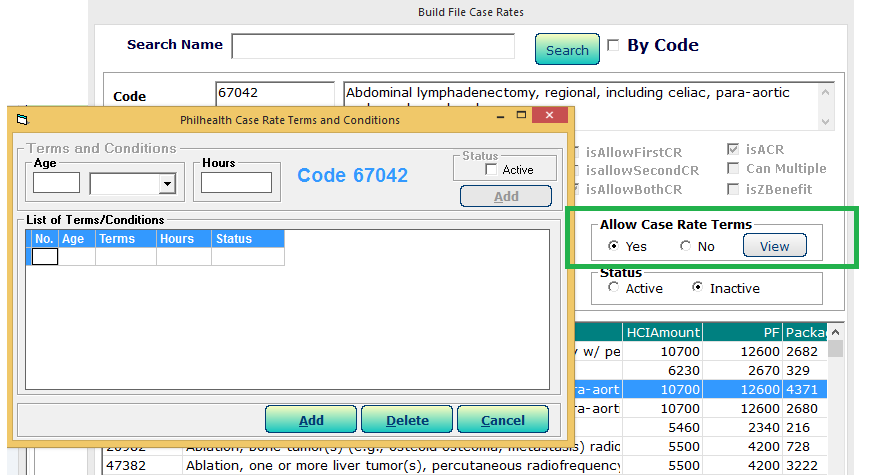 Build File Case Rates
Search Name
Search
By Code
Code
67042
Abdominal lymphadenectomy, regional, including celiac, para-aortic
Philhealth Case Rate Terms and Conditions
Terms and Conditions
Age
Hours
Code 67042
Status
Active
Add
List of Terms/Conditions
No. Age Terms Hours Status
Add
Delete
Cancel
isAllowFirstCR
isACR
isallowSecondCR
Can Multiple
isAllowBothCR
isZBenefit
Allow Case Rate Terms
Yes
No
View
Status
Active
Inactive
HCIAmount PF Packa
y w/ pe 10700 12600 2682
6230 2670 329
ra-aort 10700 12600 4371
ra-aort 10700 12600 2680
5460 2340 216
Ablation, bone tumor(s) (e.g., osteoid osteoma, metastasis) radio 5500 4200 728
47382 Ablation, one or more liver tumor(s), percutaneous radiofrequency 5500 4200 3222